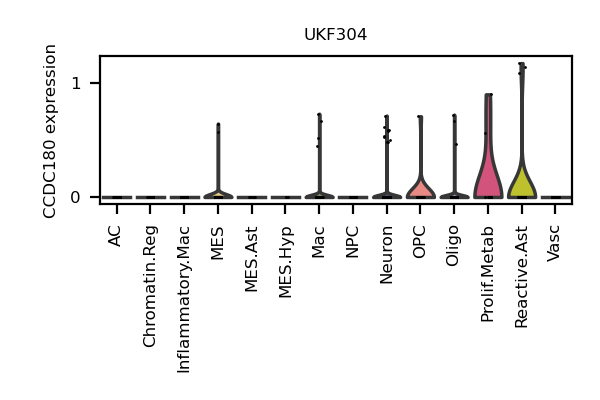 UKF304
CCDC180 expression
1
0
AC
Chromatin.Reg
Inflammatory.Mac
MES
MES.Ast
MES.Hyp
Mac
NPC
Neuron
OPC
Oligo
Prolif.Metab
Reactive.Ast
Vasc